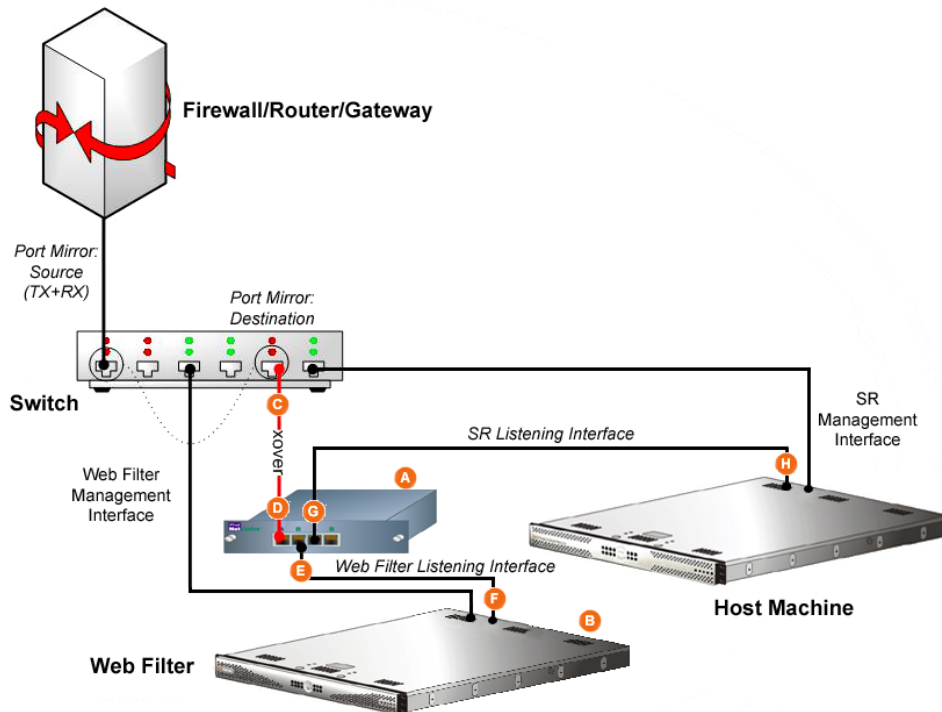 Firewall/Router/Gateway
Port Mirror:
Source
(TX+RX)
Port Mirror:
Destination
Switch
C
xover
SR Listening Interface
SR
Management
Interface
H
Web Filter
Management
Interface
A
D
G
Net
E
Web Filter Listening Interface
F
Host Machine
B
Web Filter